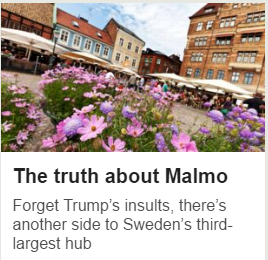 The truth about Malmo
Forget Trump's insults, there's
another side to Sweden's third-
largest hub